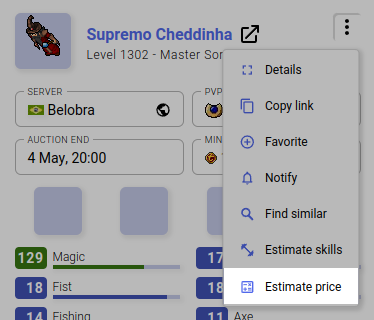 Supremo Cheddinha
Level 1302 - Master Sor
SERVER
Belobra
PVP
AUCTION END
4 May, 20:00
MIN
Details
Copy link
Favorite
Notify
Find similar
Estimate skills
Estimate price
129 Magic
17
18 Fist
18
14 Fishing
11 Axe